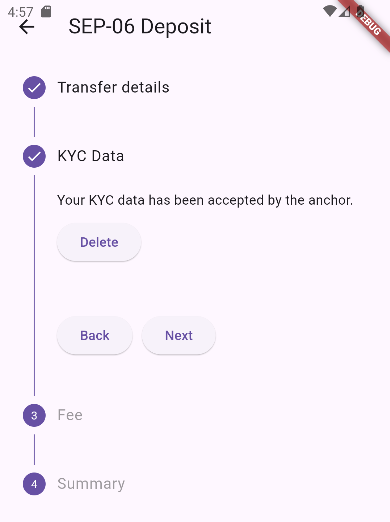 4:57
DEBUG
SEP-06 Deposit
Transfer details
KYC Data
Your KYC data has been accepted by the anchor.
Delete
Back Next
3 Fee
4 Summary